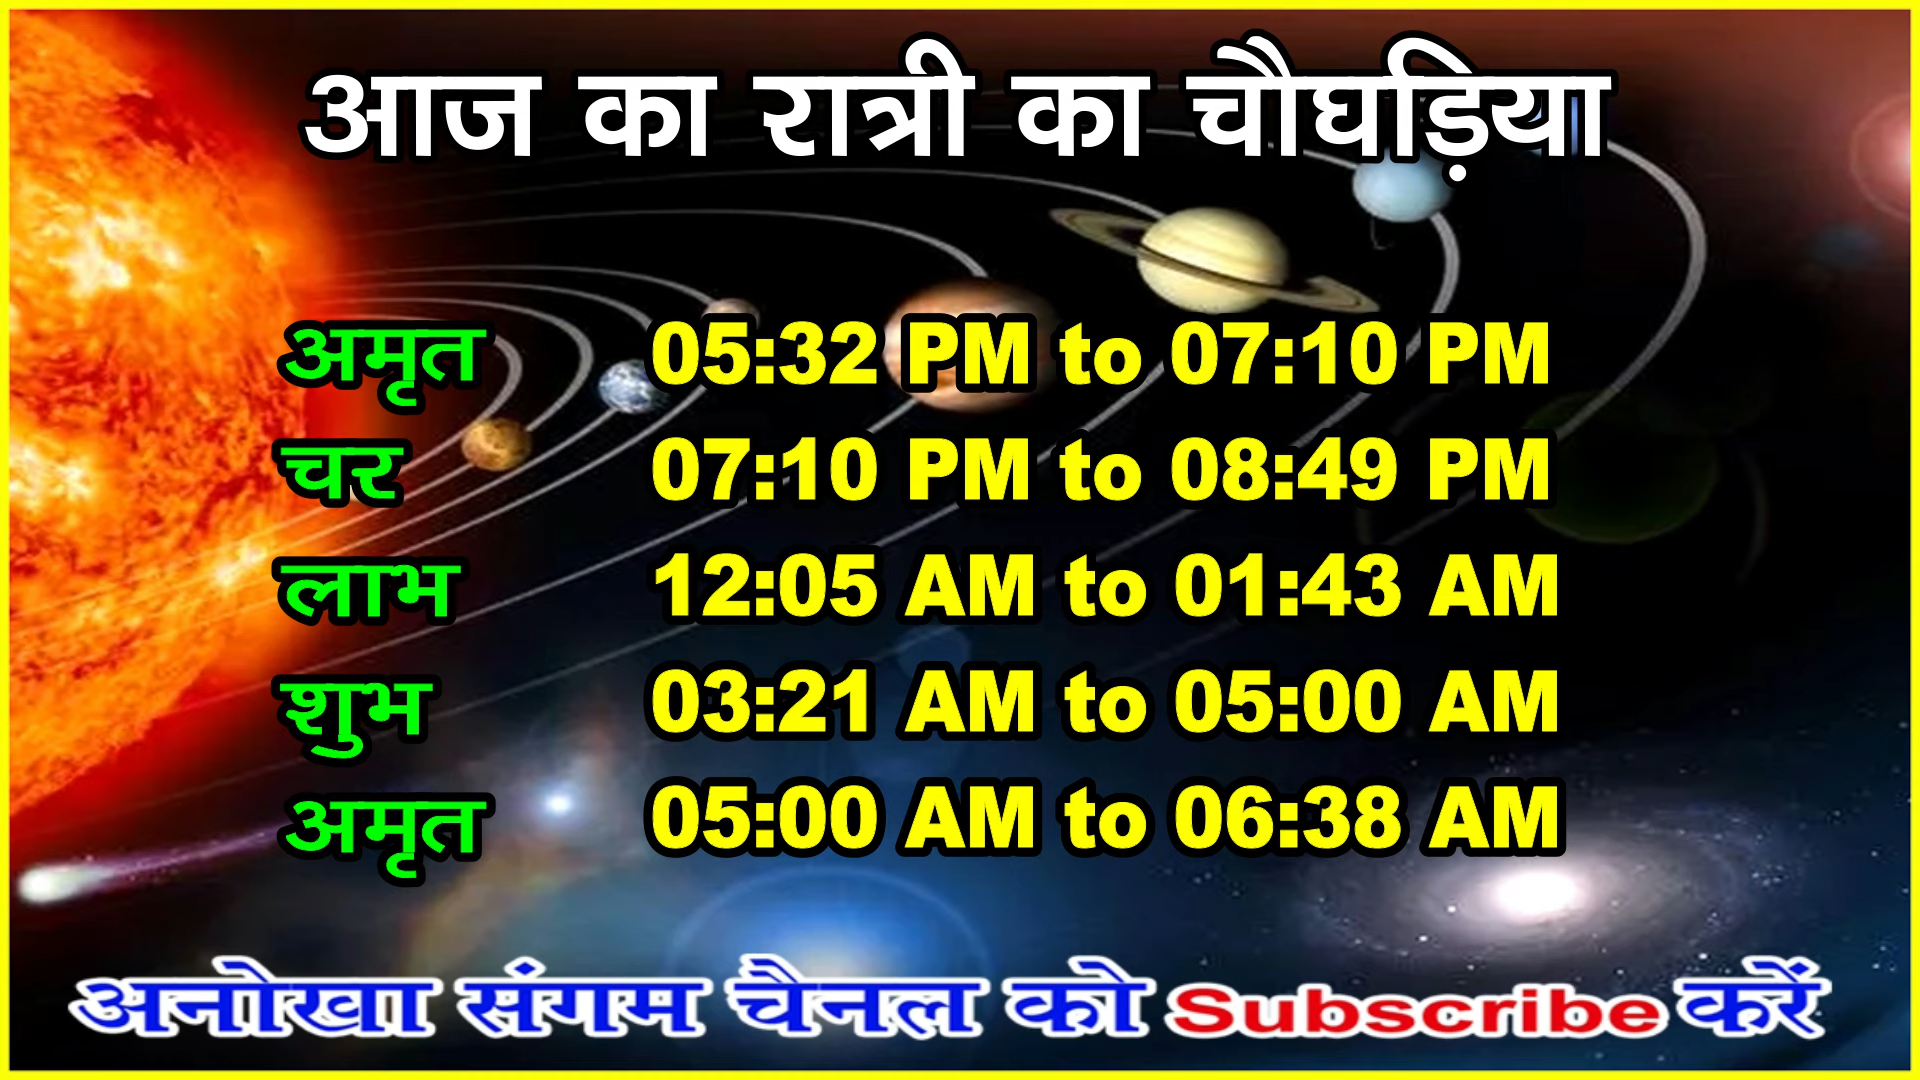 आज का रात्री का चौघड़िया
अमृत 05:32 PM to 07:10 PM
चर 07:10 PM to 08:49 PM
लाभ 12:05 AM to 01:43 AM
शुभ 03:21 AM to 05:00 AM
अमृत 05:00 AM to 06:38 AM
अनोखा संगम चैनल को Subscribe करें